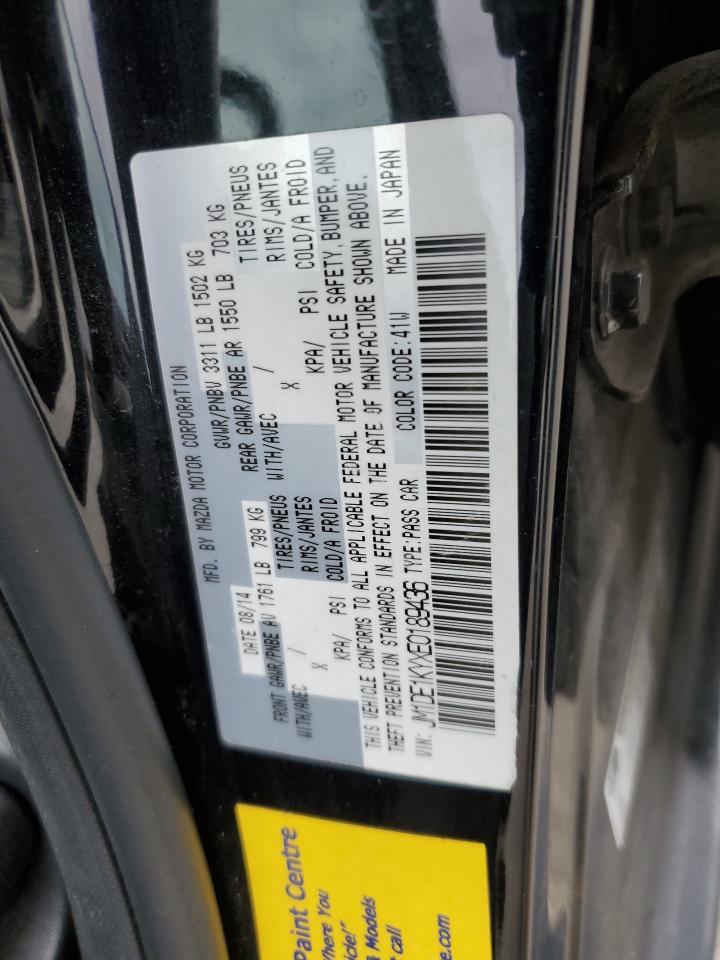 MFD. BY MAZDA MOTOR CORPORATION
DATE 08/14 GVWR/PNBV 3311 LB 1502 KG
FRONT GAWR/PNBE AV 1761 LB 799 KG REAR GAWR/PNBE AR 1550 LB 703 KG
WITH/AVEC / TIRES/PNEUS WITH/AVEC / TIRES/PNEUS
X RIMS/JANTES X RIMS/JANTES
KPA/ PSI COLD/A FROID KPA/ PSI COLD/A FROID
THIS VEHICLE CONFORMS TO ALL APPLICABLE FEDERAL MOTOR VEHICLE SAFETY, BUMPER, AND
THEFT PREVENTION STANDARDS IN EFFECT ON THE DATE OF MANUFACTURE SHOWN ABOVE.
VIN: JM1DE1KYXE0189436 TYPE:PASS CAR COLOR CODE:41W MADE IN JAPAN
Paint Centre
Where You
Models
call